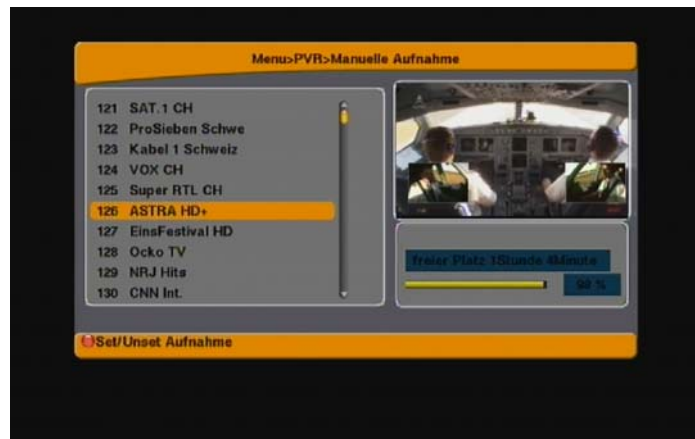 Menu>PVR>Manuelle Aufnahme
121 SAT.1 CH
122 ProSieben Schwe
123 Kabel 1 Schweiz
124 VOX CH
125 Super RTL CH
126 ASTRA HD+
127 EinsFestival HD
128 Ocko TV
129 NRJ Hits
130 CNN Int.
freier Platz 1Stunde 4Minute
%
Set/Unset Aufnahme